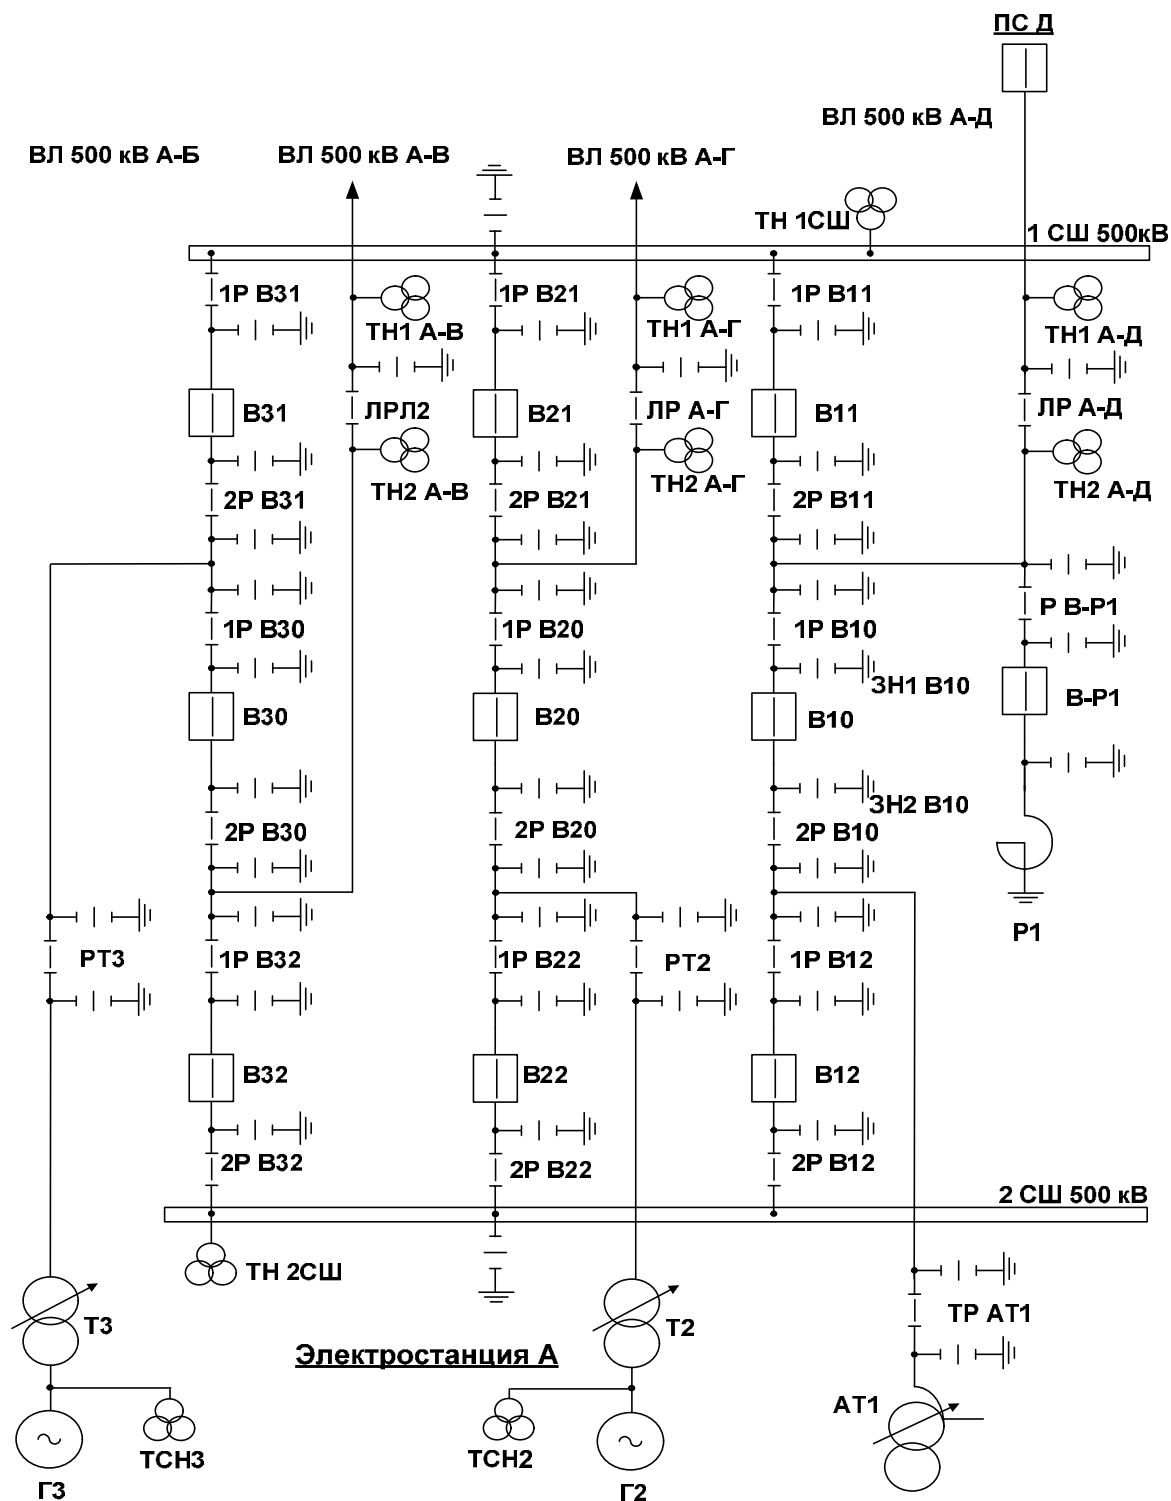 ПС Д
ВЛ 500 кВ А-Д
ВЛ 500 кВ А-Б
ВЛ 500 кВ А-В
ВЛ 500 кВ А-Г
ТН 1СШ
1 СШ 500кВ
1Р В31
1Р В21
1Р В11
ТН1 А-В
ТН1 А-Г
ТН1 А-Д
В31
ЛРЛ2
В21
ЛР А-Г
В11
ЛР А-Д
2Р В31
ТН2 А-В
2Р В21
ТН2 А-Г
2Р В11
ТН2 А-Д
1Р В30
1Р В20
1Р В10
Р В-Р1
ЗН1 В10
В30
В20
В10
В-Р1
ЗН2 В10
2Р В30
2Р В20
2Р В10
Р1
РТ3
1Р В32
1Р В22
РТ2
1Р В12
В32
В22
В12
2Р В32
2Р В22
2Р В12
2 СШ 500 кВ
ТН 2СШ
Т3
Т2
ТР АТ1
Электростанция А
АТ1
ТСН3
ТСН2
Г3
Г2